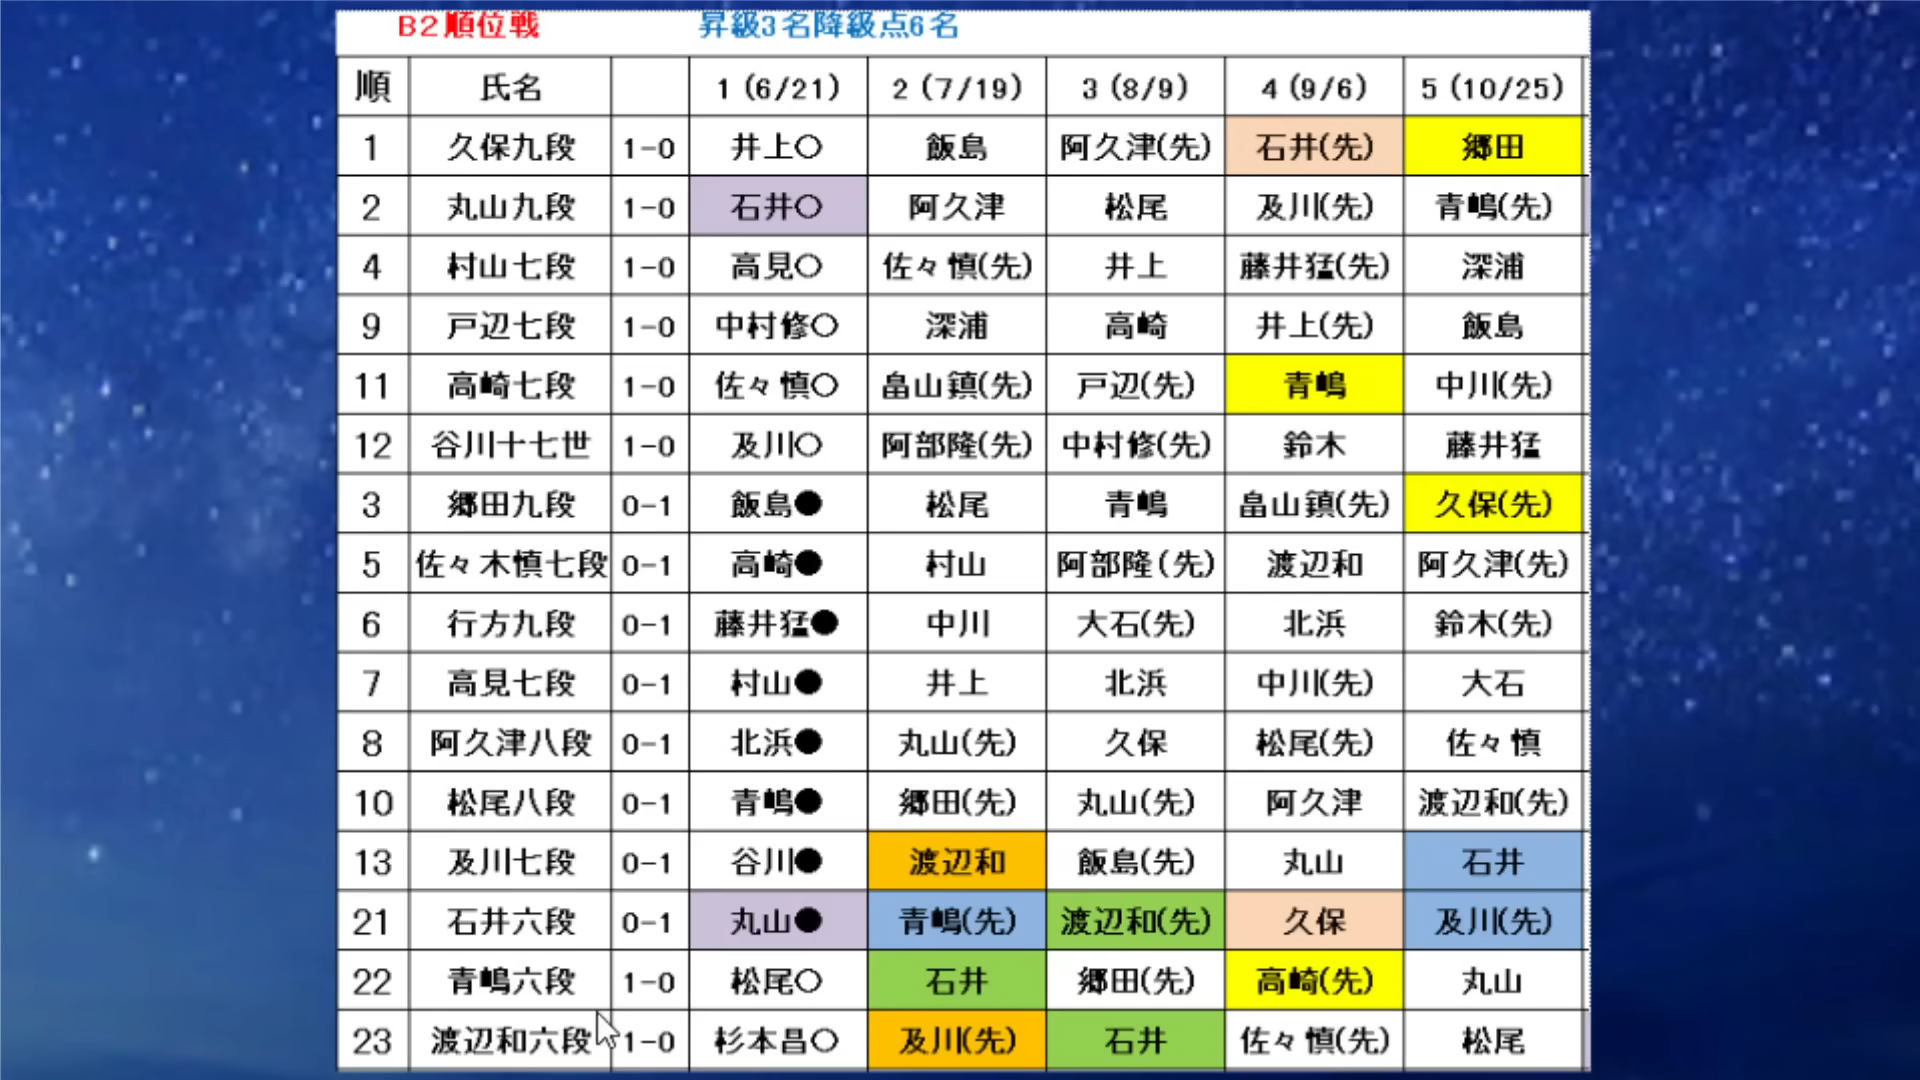 B2順位戦 昇級3名降級点6名
順 氏名 1(6/21) 2(7/19) 3(8/9) 4(9/6) 5(10/25)
1 久保九段 1-0 井上○ 飯島 阿久津(先) 石井(先) 郷田
2 丸山九段 1-0 石井○ 阿久津 松尾 及川(先) 青嶋(先)
4 村山七段 1-0 高見○ 佐々慎(先) 井上 藤井猛(先) 深浦
9 戸辺七段 1-0 中村修○ 深浦 高崎 井上(先) 飯島
11 高崎七段 1-0 佐々慎○ 畠山鎮(先) 戸辺(先) 青嶋 中川(先)
12 谷川十七世 1-0 及川○ 阿部隆(先) 中村修(先) 鈴木 藤井猛
3 郷田九段 0-1 飯島● 松尾 青嶋 畠山鎮(先) 久保(先)
5 佐々木慎七段 0-1 高崎● 村山 阿部隆(先) 渡辺和 阿久津(先)
6 行方九段 0-1 藤井猛● 中川 大石(先) 北浜 鈴木(先)
7 高見七段 0-1 村山● 井上 北浜 中川(先) 大石
8 阿久津八段 0-1 北浜● 丸山(先) 久保 松尾(先) 佐々慎
10 松尾八段 0-1 青嶋● 郷田(先) 丸山(先) 阿久津 渡辺和(先)
13 及川七段 0-1 谷川● 渡辺和 飯島(先) 丸山 石井
21 石井六段 0-1 丸山● 青嶋(先) 渡辺和(先) 久保 及川(先)
22 青嶋六段 1-0 松尾○ 石井 郷田(先) 高崎(先) 丸山
23 渡辺和六段 1-0 杉本昌○ 及川(先) 石井 佐々慎(先) 松尾